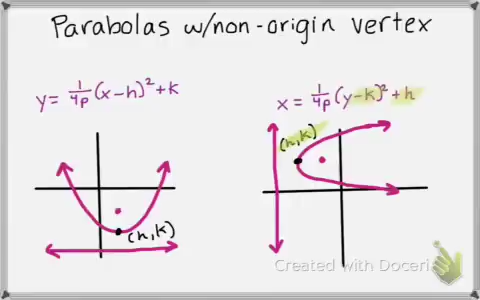 Parabolas w/non-origin vertex
y = 1/4p (x-h)² + k
x = 1/4p (y-k)² + h
(h,k)
(h,k)
Created with Doceri